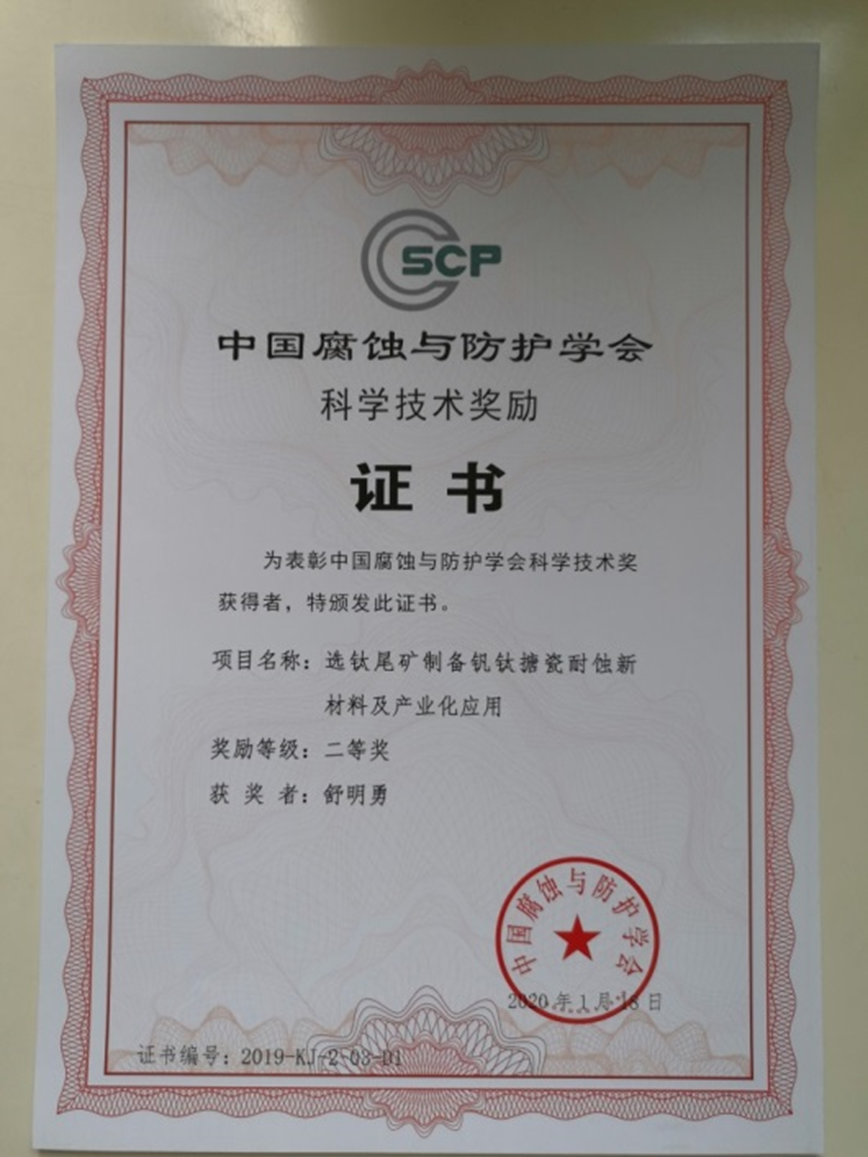 SCP
中国腐蚀与防护学会
科学技术奖励
证书
为表彰中国腐蚀与防护学会科学技术奖
获得者，特颁发此证书。
项目名称：选钛尾矿制备钒钛搪瓷耐蚀新
材料及产业化应用
奖励等级：二等奖
获 奖 者：舒明勇
中国腐蚀与防护学会
2020年1月18日
证书编号：2019-KJ-2-03-D1